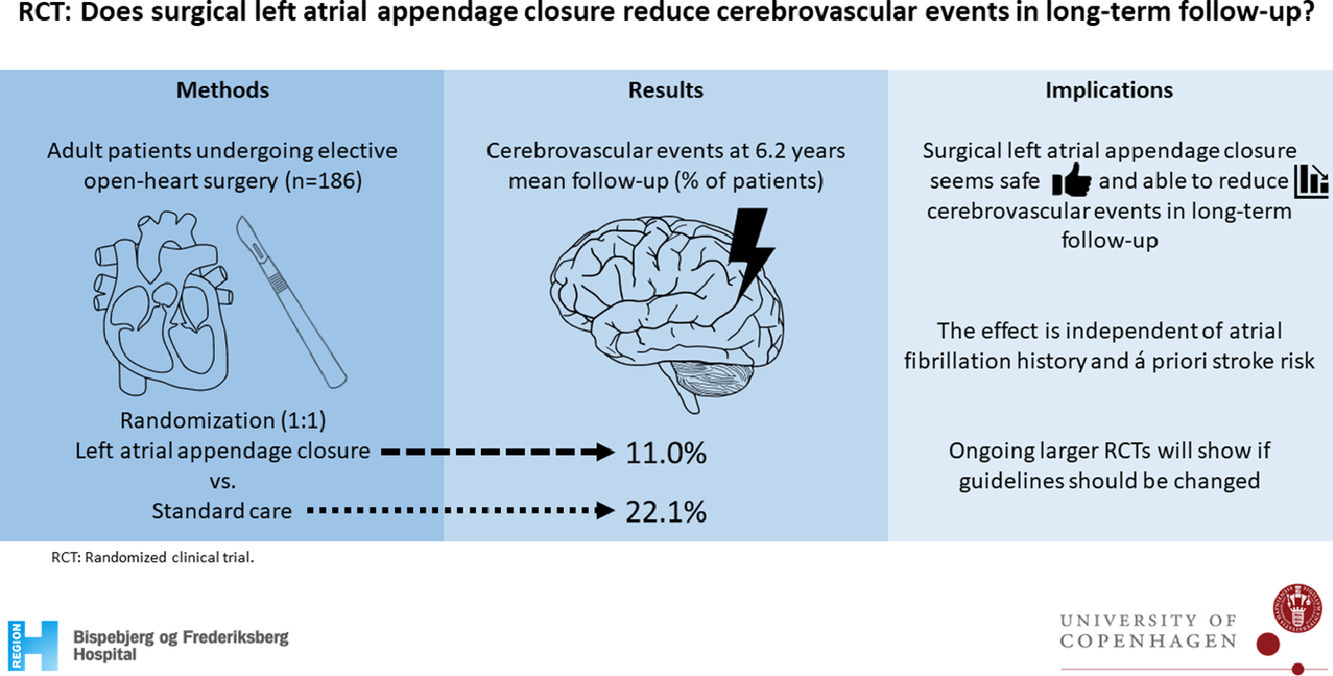 RCT: Does surgical left atrial appendage closure reduce cerebrovascular events in long-term follow-up?
Methods
Adult patients undergoing elective
open-heart surgery (n=186)
Randomization (1:1)
Left atrial appendage closure
vs.
Standard care
Results
Cerebrovascular events at 6.2 years
mean follow-up (% of patients)
11.0%
22.1%
Implications
Surgical left atrial appendage closure
seems safe and able to reduce
cerebrovascular events in long-term
follow-up
The effect is independent of atrial
fibrillation history and á priori stroke risk
Ongoing larger RCTs will show if
guidelines should be changed
RCT: Randomized clinical trial.
REGION H
Bispebjerg og Frederiksberg
Hospital
UNIVERSITY OF
COPENHAGEN